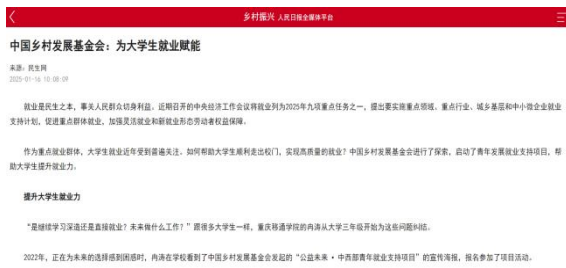 乡村振兴 人民日报全媒体平台
中国乡村发展基金会：为大学生就业赋能
来源：民生网
2025-01-16 10:08:09
就业是民生之本，事关人民群众切身利益。近期召开的中央经济工作会议将就业列为2025年九项重点任务之一，提出要实施重点领域、重点行业、城乡基层和中小微企业就业
支持计划，促进重点群体就业，加强灵活就业和新就业形态劳动者权益保障。
作为重点就业群体，大学生就业近年受到普遍关注。如何帮助大学生顺利走出校门，实现高质量的就业？中国乡村发展基金会进行了探索，启动了青年发展就业支持项目，帮
助大学生提升就业力。
提升大学生就业力
“是继续学习深造还是直接就业？未来做什么工作？”跟很多大学生一样，重庆移通学院的冉涛从大学三年级开始为这些问题纠结。
2022年，正在为未来的选择感到困惑时，冉涛在学校看到了中国乡村发展基金会发起的“公益未来·中西部青年就业支持项目”的宣传海报，报名参加了项目活动。